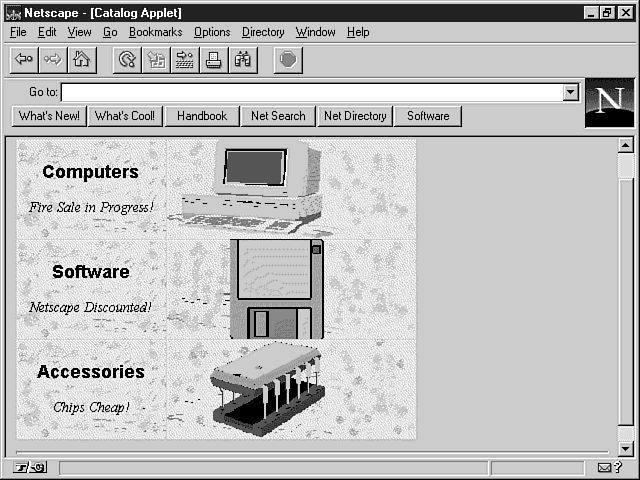 Netscape - [Catalog Applet]
File Edit View Go Bookmarks Options Directory Window Help
Go to:
N
What's New! What's Cool! Handbook Net Search Net Directory Software
Computers
Fire Sale in Progress!
Software
Netscape Discounted!
Accessories
Chips Cheap!
?